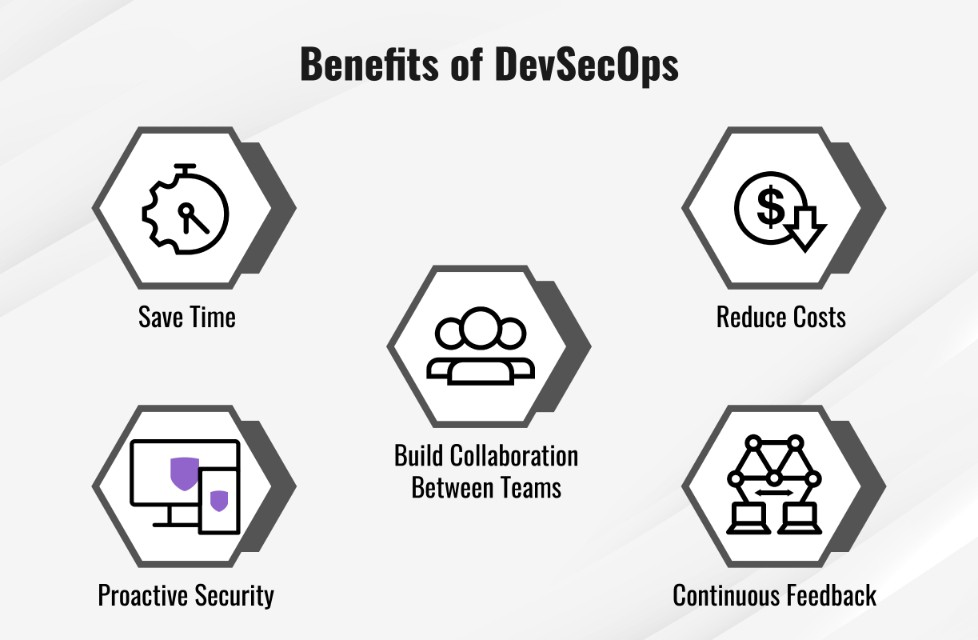 Benefits of DevSecOps
Save Time
Reduce Costs
$
Build Collaboration
Between Teams
Proactive Security
Continuous Feedback